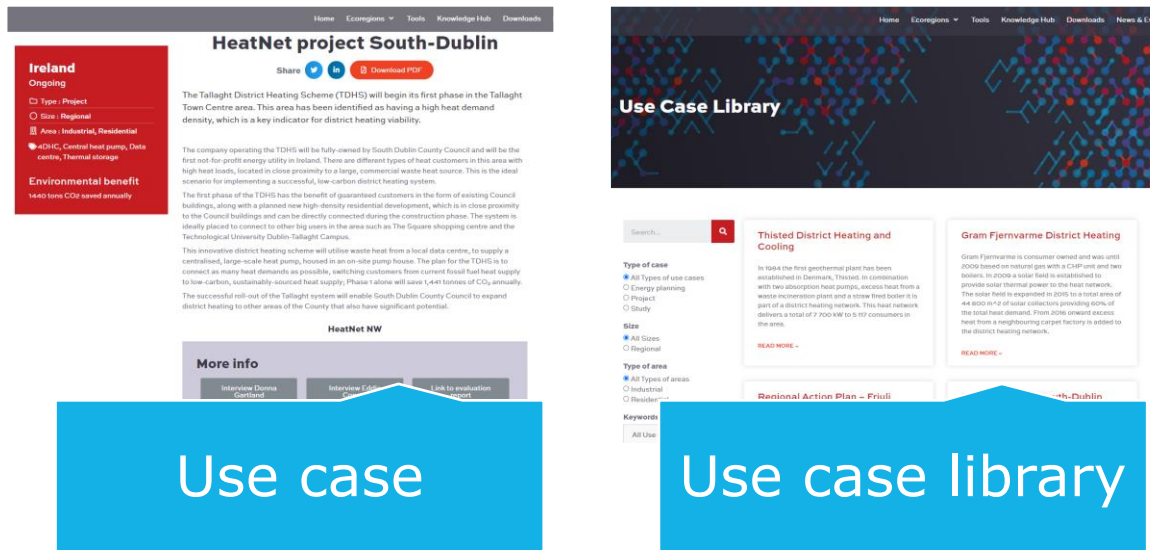 Home Ecoregions Tools Knowledge Hub Downloads
HeatNet project South-Dublin
Share Download PDF
Ireland
Ongoing
Type : Project
Size : Regional
Area : Industrial, Residential
4DHC, Central heat pump, Data
centre, Thermal storage
Environmental benefit
1440 tons CO2 saved annually
The Tallaght District Heating Scheme (TDHS) will begin its first phase in the Tallaght
Town Centre area. This area has been identified as having a high heat demand
density, which is a key indicator for district heating viability.
The company operating the TDHS will be fully-owned by South Dublin County Council and will be the
first not-for-profit energy utility in Ireland. There are different types of heat customers in this area with
high heat loads, located in close proximity to a large, commercial waste heat source. This is the ideal
scenario for implementing a successful, low-carbon district heating system.
The first phase of the TDHS has the benefit of guaranteed customers in the form of existing Council
buildings, along with a planned new high-density residential development, which is in close proximity
to the Council buildings and can be directly connected during the construction phase. The system is
ideally placed to connect to other big users in the area such as The Square shopping centre and the
Technological University Dublin-Tallaght Campus.
This innovative district heating scheme will utilise waste heat from a local data centre, to supply a
centralised, large-scale heat pump, housed in an on-site pump house. The plan for the TDHS is to
connect as many heat demands as possible, switching customers from current fossil fuel heat supply
to low-carbon, sustainably-sourced heat supply; Phase 1 alone will save 1,441 tonnes of CO₂ annually.
The successful roll-out of the Tallaght system will enable South Dublin County Council to expand
district heating to other areas of the County that also have significant potential.
HeatNet NW
More info
Interview Donna
Gartland
Interview Eddie
Link to evaluation
report
Use case
Home Ecoregions Tools Knowledge Hub Downloads News &
Use Case Library
Search...
Type of case
All Types of use cases
Energy planning
Project
Study
Size
All Sizes
Regional
Type of area
All Types of areas
Industrial
Keywords
All Use
Thisted District Heating and
Cooling
In 1984 the first geothermal plant has been
established in Denmark, Thisted. In combination
with two absorption heat pumps, excess heat from a
waste incineration plant and a straw fired boiler it is
part of a district heating network. This heat network
delivers a total of 7 700 kW to 5 117 consumers in
the area.
READ MORE »
Gram Fjernvarme District Heating
Gram Fjernvarme is consumer owned and was until
2009 based on natural gas with a CHP unit and two
boilers. In 2009 a solar field is established to
provide solar thermal power to the heat network.
The solar field is expanded in 2015 to a total area of
44 800 m^2 of solar collectors providing 60% of
the total heat demand. From 2016 onward excess
heat from a neighbouring carpet factory is added to
the district heating network.
READ MORE »
Regional Action Plan – Friuli
th-Dublin
Use case library